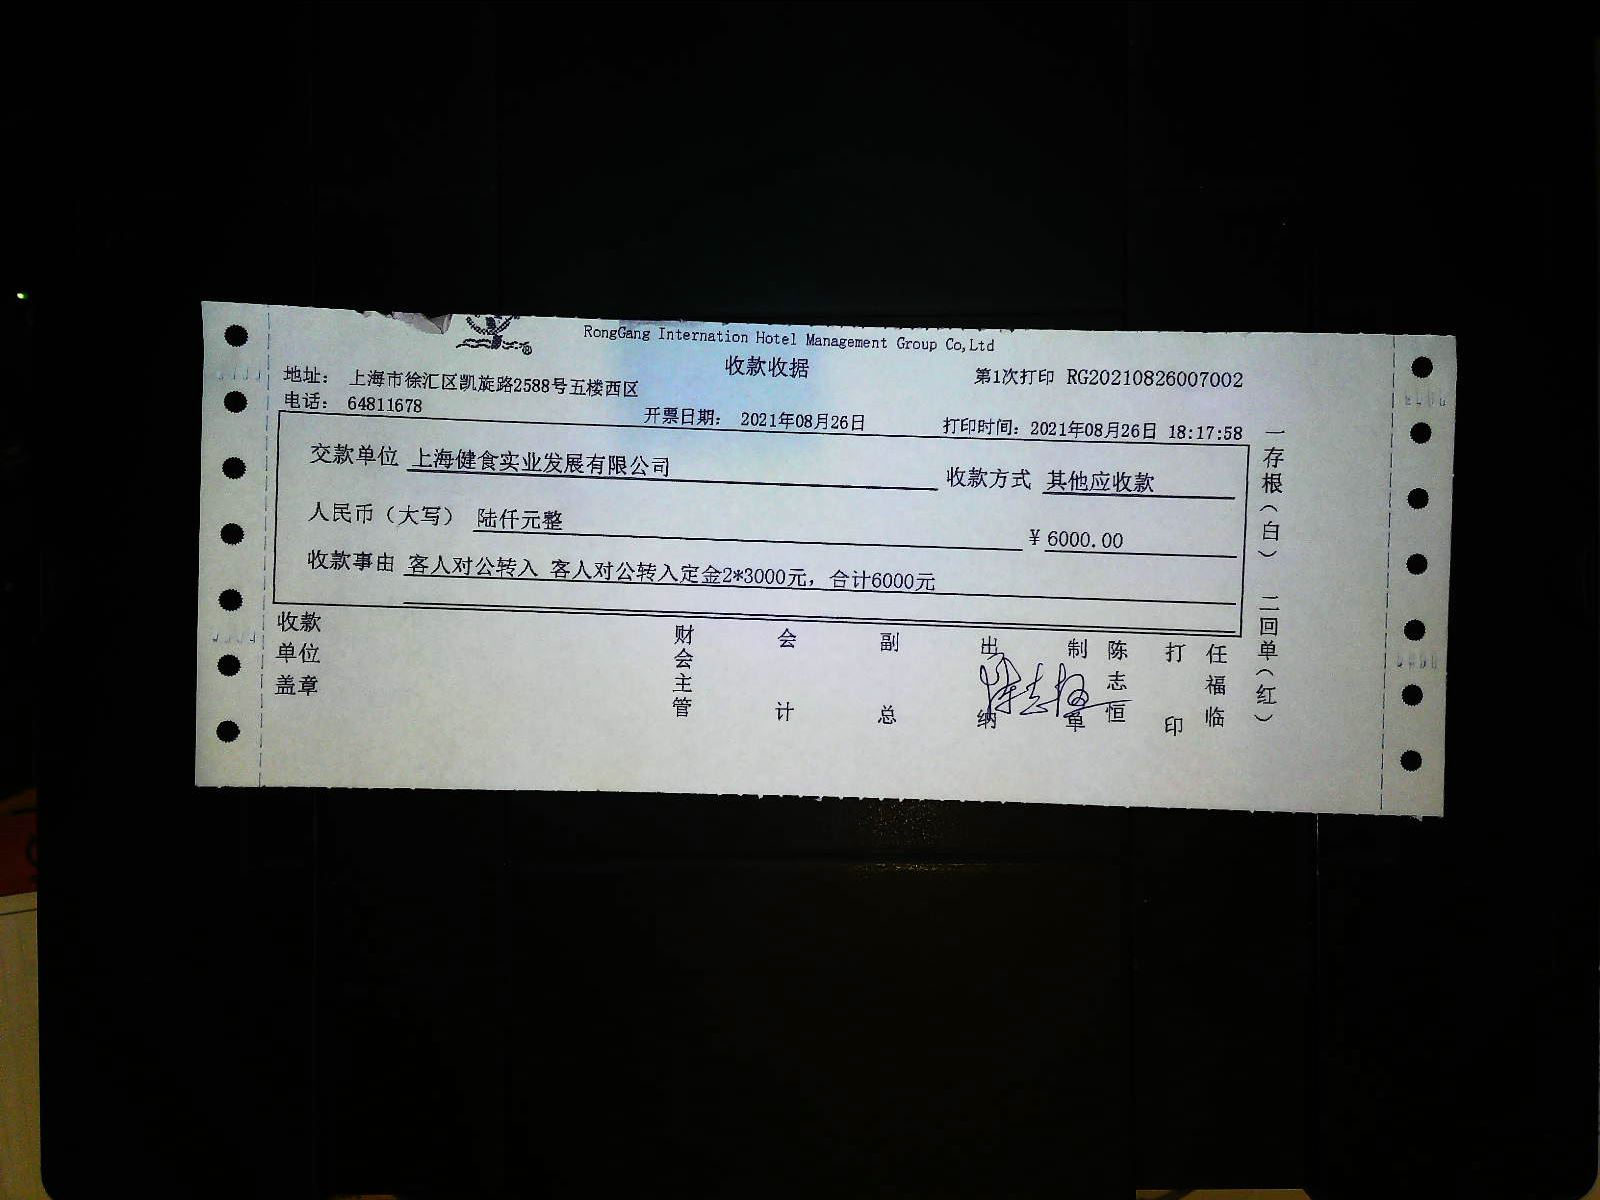 RongGang Internation Hotel Management Group Co,Ltd
收款收据
第1次打印 RG20210826007002
地址： 上海市徐汇区凯旋路2588号五楼西区
电话： 64811678
开票日期： 2021年08月26日
打印时间：2021年08月26日 18:17:58
交款单位 上海健食实业发展有限公司
收款方式 其他应收款
人民币（大写） 陆仟元整
¥ 6000.00
收款事由 客人对公转入 客人对公转入定金2*3000元，合计6000元
收款
单位
盖章
财会主管
会计
副总
出纳
陈志恒
制单
陈志恒
打印
任福临
一存根（白） 二回单（红）